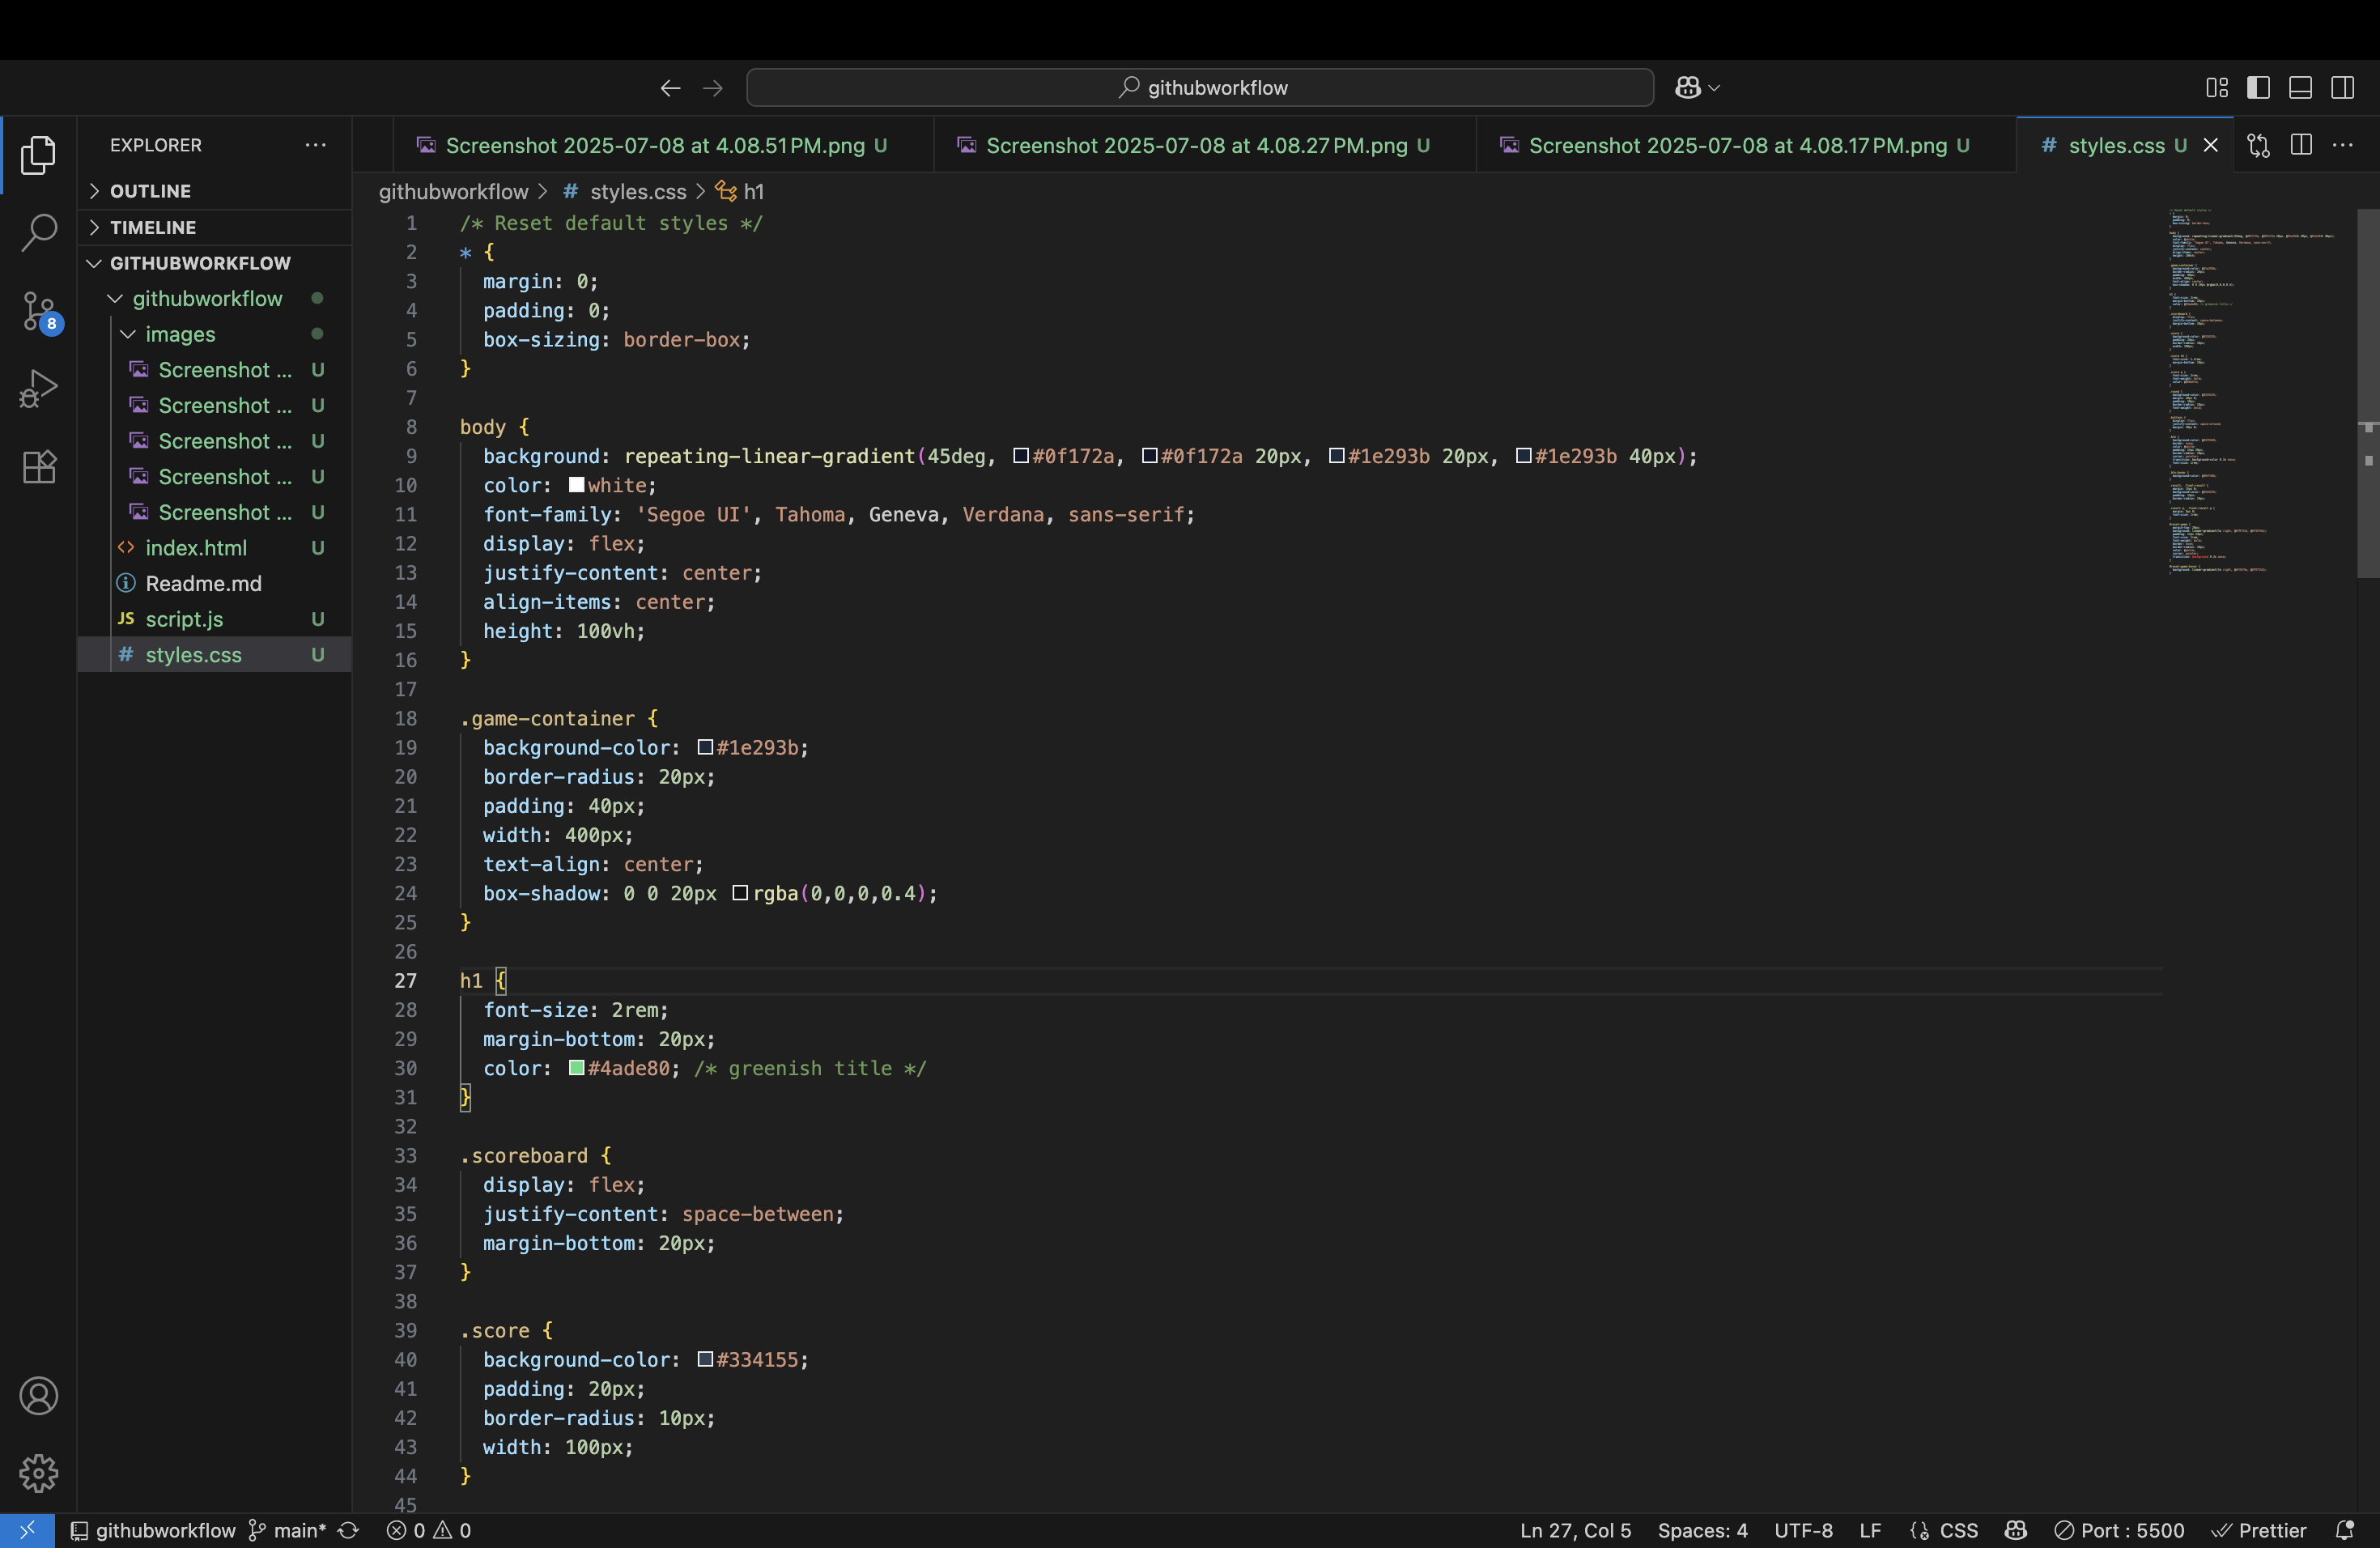 githubworkflow
EXPLORER
Screenshot 2025-07-08 at 4.08.51 PM.png U
Screenshot 2025-07-08 at 4.08.27 PM.png U
Screenshot 2025-07-08 at 4.08.17 PM.png U
# styles.css U
OUTLINE
TIMELINE
GITHUBWORKFLOW
githubworkflow
images
Screenshot ... U
Screenshot ... U
Screenshot ... U
Screenshot ... U
Screenshot ... U
index.html U
Readme.md
JS script.js U
# styles.css U
8
githubworkflow > # styles.css > h1
1 /* Reset default styles */
2 * {
3 margin: 0;
4 padding: 0;
5 box-sizing: border-box;
6 }
7
8 body {
9 background: repeating-linear-gradient(45deg, #0f172a, #0f172a 20px, #1e293b 20px, #1e293b 40px);
10 color: white;
11 font-family: 'Segoe UI', Tahoma, Geneva, Verdana, sans-serif;
12 display: flex;
13 justify-content: center;
14 align-items: center;
15 height: 100vh;
16 }
17
18 .game-container {
19 background-color: #1e293b;
20 border-radius: 20px;
21 padding: 40px;
22 width: 400px;
23 text-align: center;
24 box-shadow: 0 0 20px rgba(0,0,0,0.4);
25 }
26
27 h1 {
28 font-size: 2rem;
29 margin-bottom: 20px;
30 color: #4ade80; /* greenish title */
31 }
32
33 .scoreboard {
34 display: flex;
35 justify-content: space-between;
36 margin-bottom: 20px;
37 }
38
39 .score {
40 background-color: #334155;
41 padding: 20px;
42 border-radius: 10px;
43 width: 100px;
44 }
45
githubworkflow main* 0 0 Ln 27, Col 5 Spaces: 4 UTF-8 LF {} CSS Port : 5500 Prettier